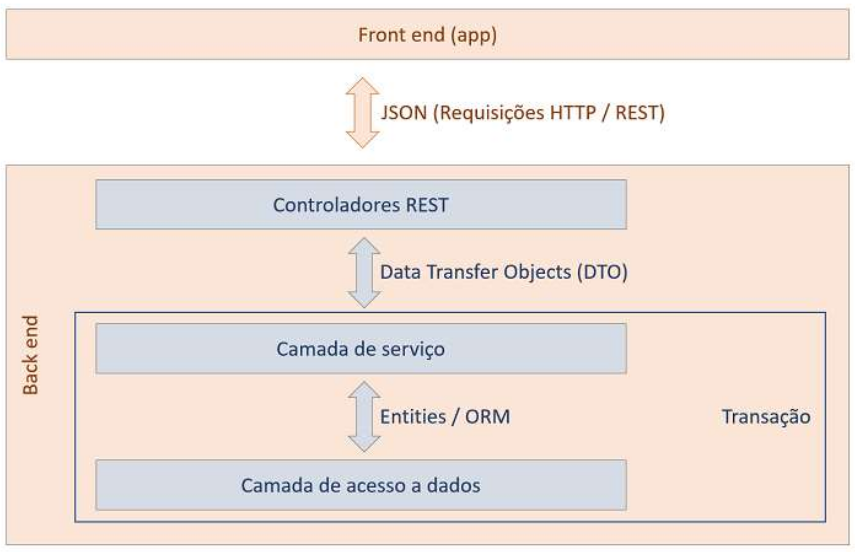 Front end (app)
JSON (Requisições HTTP / REST)
Controladores REST
Data Transfer Objects (DTO)
Back end
Camada de serviço
Entities / ORM
Transação
Camada de acesso a dados